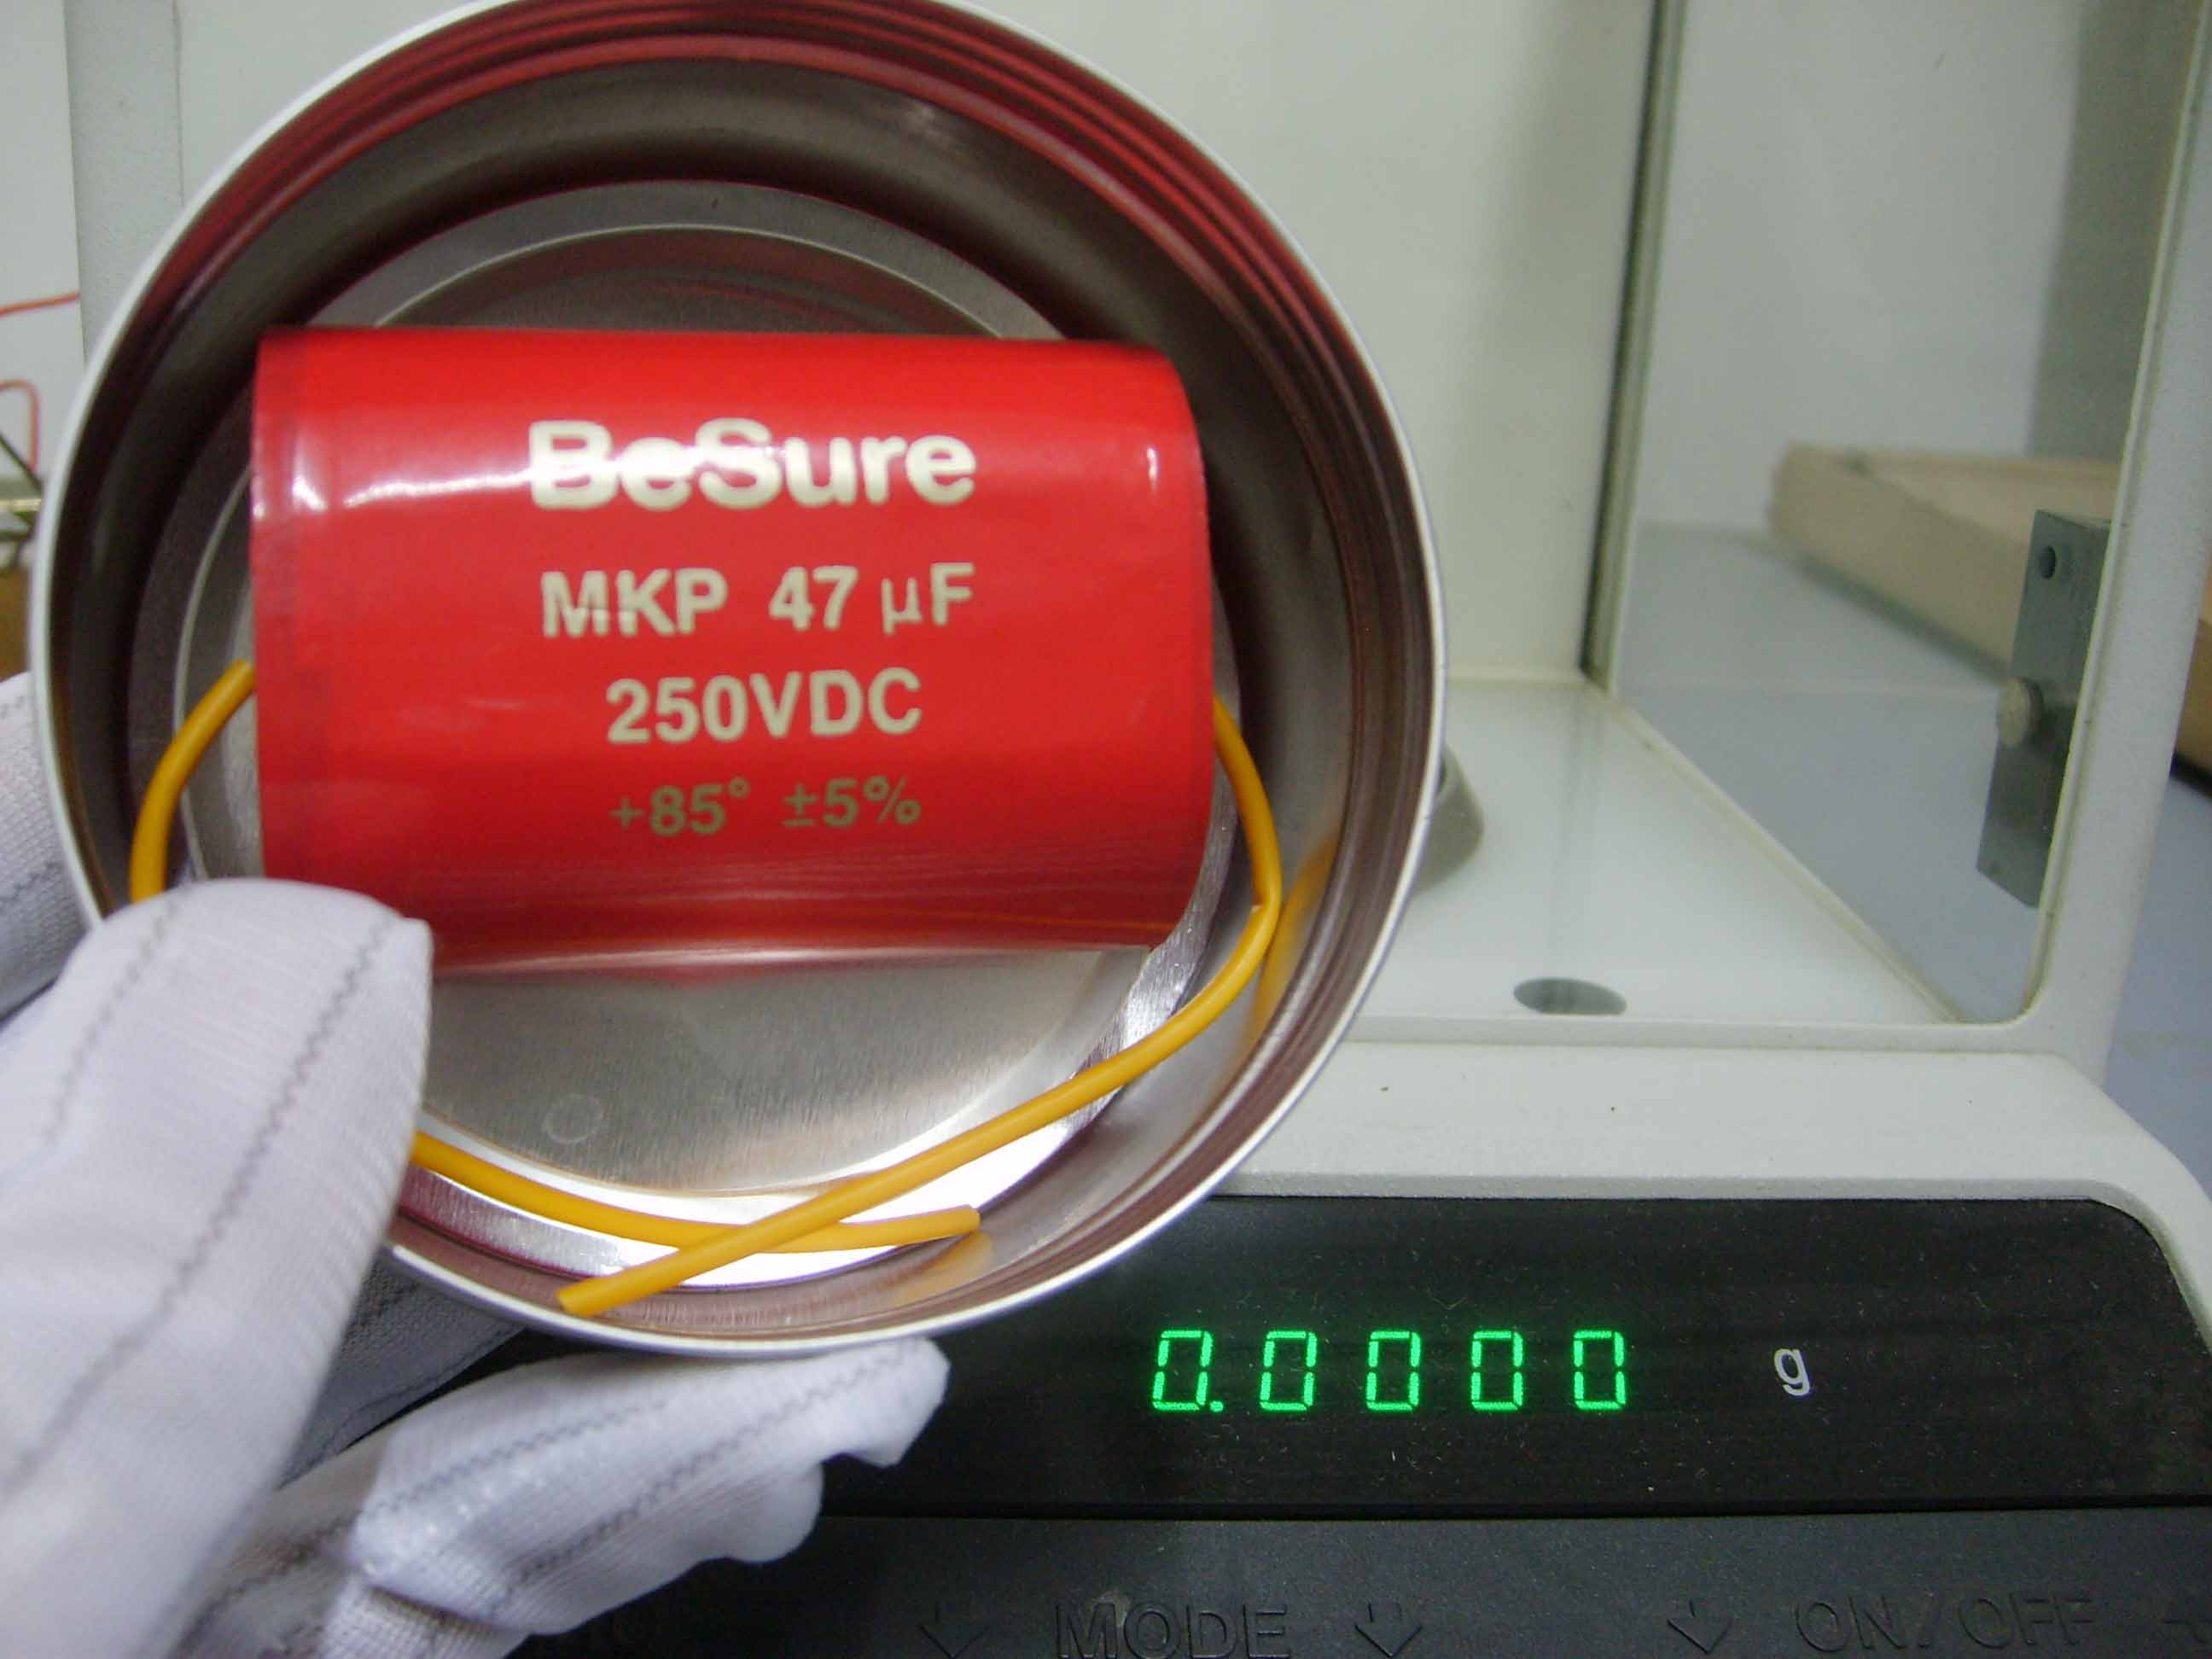 BeSure
MKP 47 µF
250VDC
+85° ±5%
0.0000 g
MODE ON/OFF